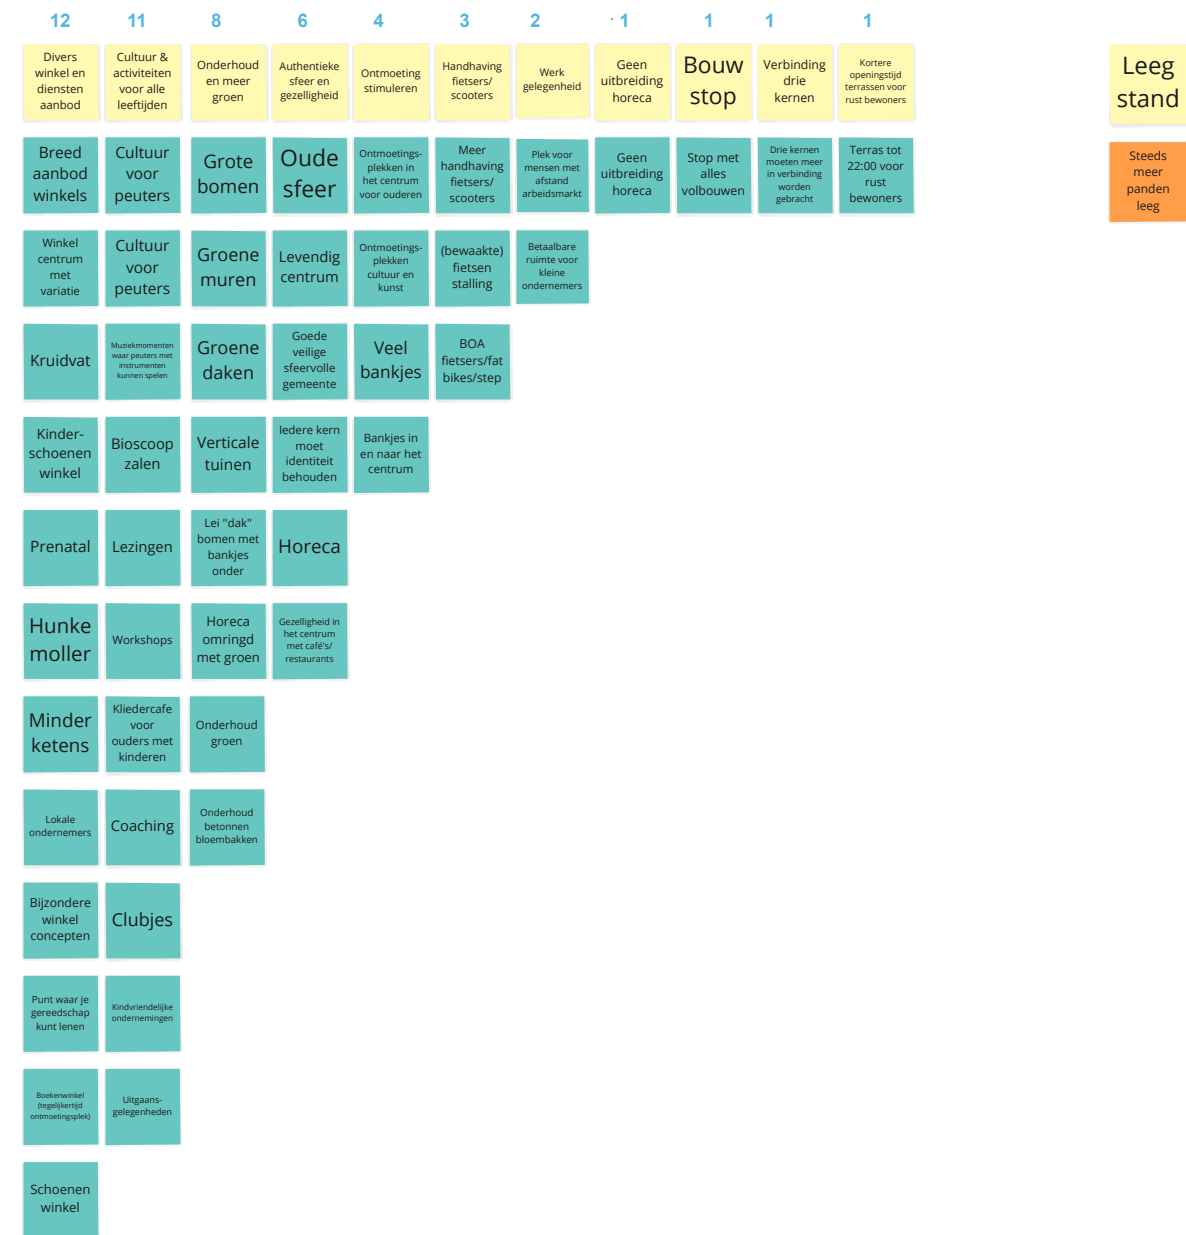 12 11 8 6 4 3 2 1 1 1 1
Divers
winkel en
diensten
aanbod
Cultuur &
activiteiten
voor alle
leeftijden
Onderhoud
en meer
groen
Authentieke
sfeer en
gezelligheid
Ontmoeting
stimuleren
Handhaving
fietsers/
scooters
Werk
gelegenheid
Geen
uitbreiding
horeca
Bouw
stop
Verbinding
drie
kernen
Kortere
openingstijd
terrassen voor
rust bewoners
Leeg
stand
Breed
aanbod
winkels
Cultuur
voor
peuters
Grote
bomen
Oude
sfeer
Ontmoetings-
plekken in
het centrum
voor ouderen
Meer
handhaving
fietsers/
scooters
Plek voor
mensen met
afstand
arbeidsmarkt
Geen
uitbreiding
horeca
Stop met
alles
volbouwen
Drie kernen
moeten meer
in verbinding
worden
gebracht
Terras tot
22:00 voor
rust
bewoners
Steeds
meer
panden
leeg
Winkel
centrum
met
variatie
Cultuur
voor
peuters
Groene
muren
Levendig
centrum
Ontmoetings-
plekken
cultuur en
kunst
(bewaakte)
fietsen
stalling
Betaalbare
ruimte voor
kleine
ondernemers
Kruidvat
Muziekmomenten
waar peuters met
instrumenten
kunnen spelen
Groene
daken
Goede
veilige
sfeervolle
gemeente
Veel
bankjes
BOA
fietsers/fat
bikes/step
Kinder-
schoenen
winkel
Bioscoop
zalen
Verticale
tuinen
Iedere kern
moet
identiteit
behouden
Bankjes in
en naar het
centrum
Prenatal
Lezingen
Lei "dak"
bomen met
bankjes
onder
Horeca
Hunke
moller
Workshops
Horeca
omringd
met groen
Gezelligheid in
het centrum
met café's/
restaurants
Minder
ketens
Kliedercafe
voor
ouders met
kinderen
Onderhoud
groen
Lokale
ondernemers
Coaching
Onderhoud
betonnen
bloembakken
Bijzondere
winkel
concepten
Clubjes
Punt waar je
gereedschap
kunt lenen
Kindvriendelijke
ondernemingen
Boekenwinkel
(tegelijkertijd
ontmoetingsplek)
Uitgaans-
gelegenheden
Schoenen
winkel